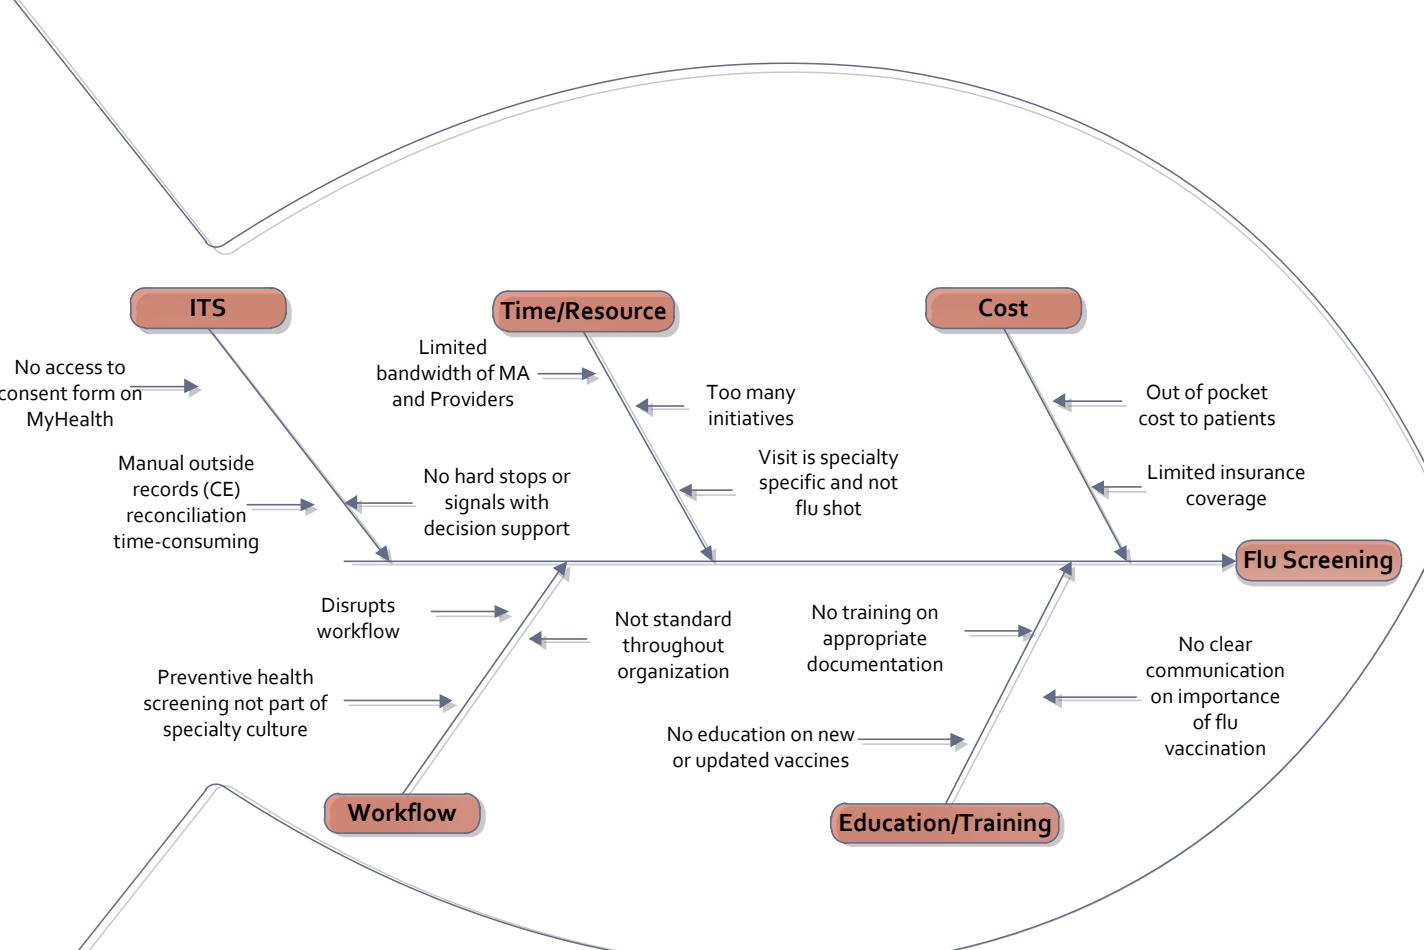 ITS
Time/Resource
Cost
No access to
consent form on
MyHealth
Manual outside
records (CE)
reconciliation
time-consuming
No hard stops or
signals with
decision support
Limited
bandwidth of MA
and Providers
Too many
initiatives
Visit is specialty
specific and not
flu shot
Out of pocket
cost to patients
Limited insurance
coverage
Flu Screening
Disrupts
workflow
Preventive health
screening not part of
specialty culture
Not standard
throughout
organization
No training on
appropriate
documentation
No education on new
or updated vaccines
No clear
communication
on importance
of flu
vaccination
Workflow
Education/Training